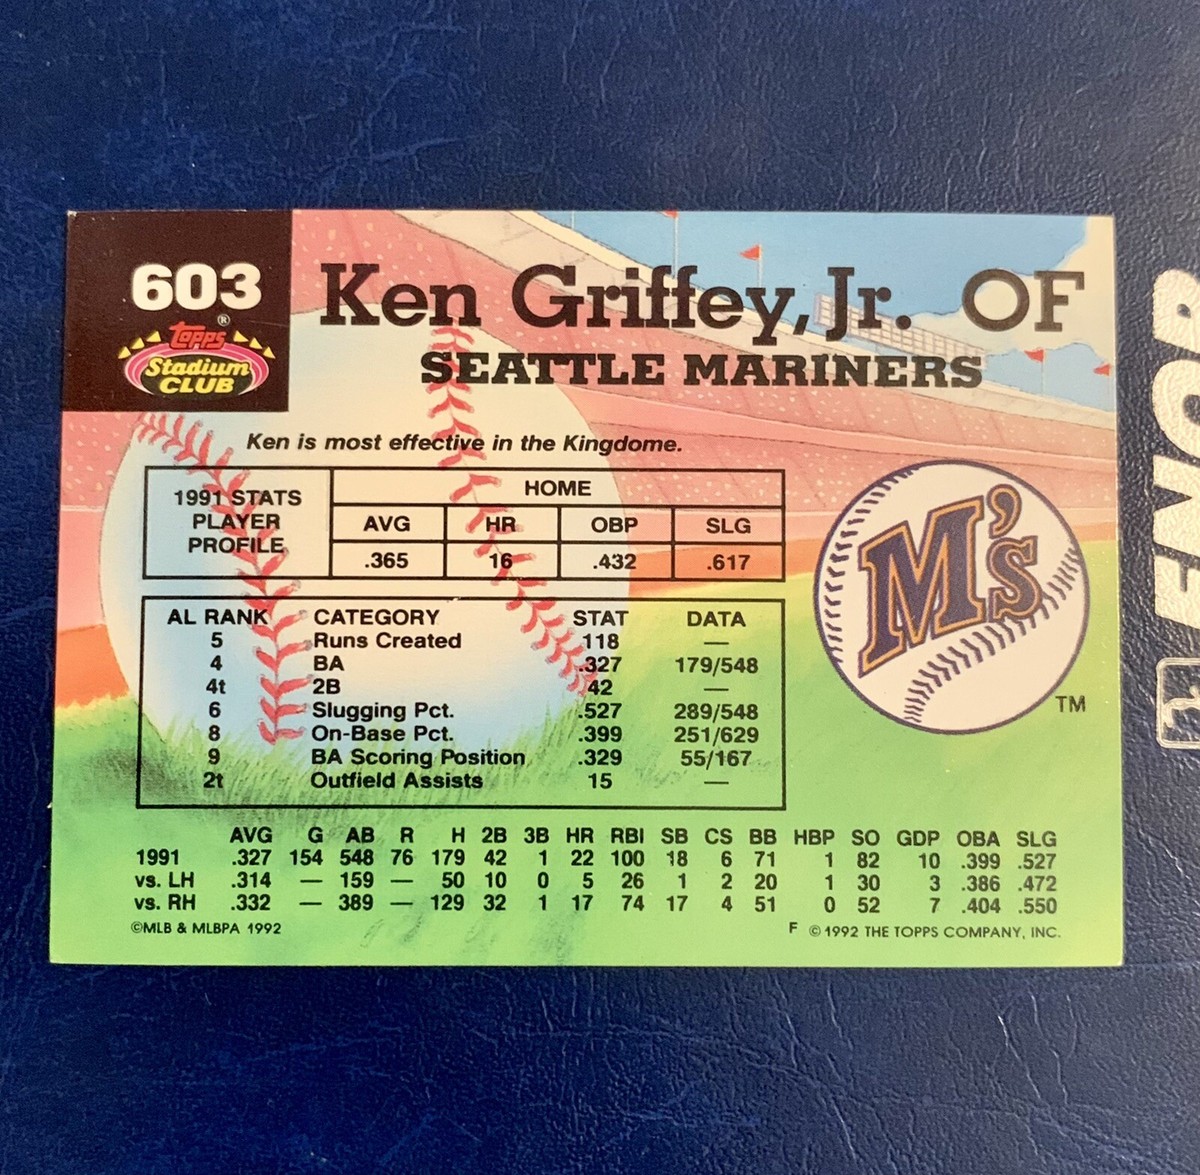 603
Topps®
Stadium
CLUB
Ken Griffey, Jr. OF
SEATTLE MARINERS
Ken is most effective in the Kingdome.
1991 STATS
PLAYER
PROFILE
HOME
AVG HR OBP SLG
.365 16 .432 .617
AL RANK CATEGORY STAT DATA
5 Runs Created 118 —
4 BA .327 179/548
4t 2B 42 —
6 Slugging Pct. .527 289/548
8 On-Base Pct. .399 251/629
9 BA Scoring Position .329 55/167
2t Outfield Assists 15 —
M's
TM
AVG G AB R H 2B 3B HR RBI SB CS BB HBP SO GDP OBA SLG
1991 .327 154 548 76 179 42 1 22 100 18 6 71 1 82 10 .399 .527
vs. LH .314 — 159 — 50 10 0 5 26 1 2 20 1 30 3 .386 .472
vs. RH .332 — 389 — 129 32 1 17 74 17 4 51 0 52 7 .404 .550
©MLB & MLBPA 1992
F ©1992 THE TOPPS COMPANY, INC.